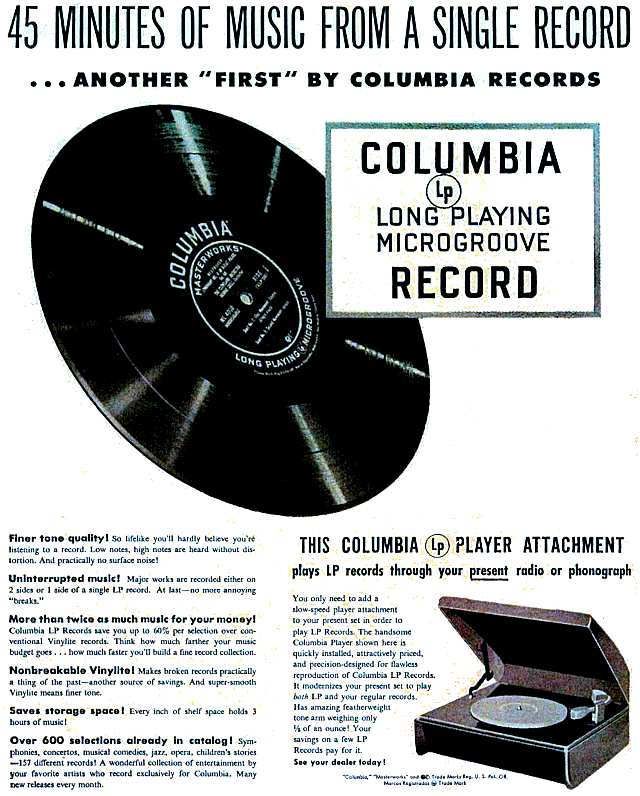 45 MINUTES OF MUSIC FROM A SINGLE RECORD
...ANOTHER "FIRST" BY COLUMBIA RECORDS
COLUMBIA
Lp
LONG PLAYING
MICROGROOVE
RECORD
COLUMBIA
MASTERWORKS
LONG PLAYING Lp MICROGROOVE
Finer tone quality! So lifelike you'll hardly believe you're
listening to a record. Low notes, high notes are heard without dis-
tortion. And practically no surface noise!
Uninterrupted music! Major works are recorded either on
2 sides or 1 side of a single LP record. At last—no more annoying
"breaks."
More than twice as much music for your money!
Columbia LP Records save you up to 60% per selection over con-
ventional Vinylite records. Think how much farther your music
budget goes . . . how much faster you'll build a fine record collection.
Nonbreakable Vinylite! Makes broken records practically
a thing of the past—another source of savings. And super-smooth
Vinylite means finer tone.
Saves storage space! Every inch of shelf space holds 3
hours of music!
Over 600 selections already in catalog! Sym-
phonies, concertos, musical comedies, jazz, opera, children's stories
—157 different records! A wonderful collection of entertainment by
your favorite artists who record exclusively for Columbia. Many
new releases every month.
THIS COLUMBIA Lp PLAYER ATTACHMENT
plays LP records through your present radio or phonograph
You only need to add a
slow-speed player attachment
to your present set in order to
play LP Records. The handsome
Columbia Player shown here is
quickly installed, attractively priced,
and precision-designed for flawless
reproduction of Columbia LP Records.
It modernizes your present set to play
both LP and your regular records.
Has amazing featherweight
tone arm weighing only
⅕ of an ounce! Your
savings on a few LP
Records pay for it.
See your dealer today!
"Columbia," "Masterworks" and Trade Marks Reg. U. S. Pat. Off.
Marcas Registradas Lp Trade Mark